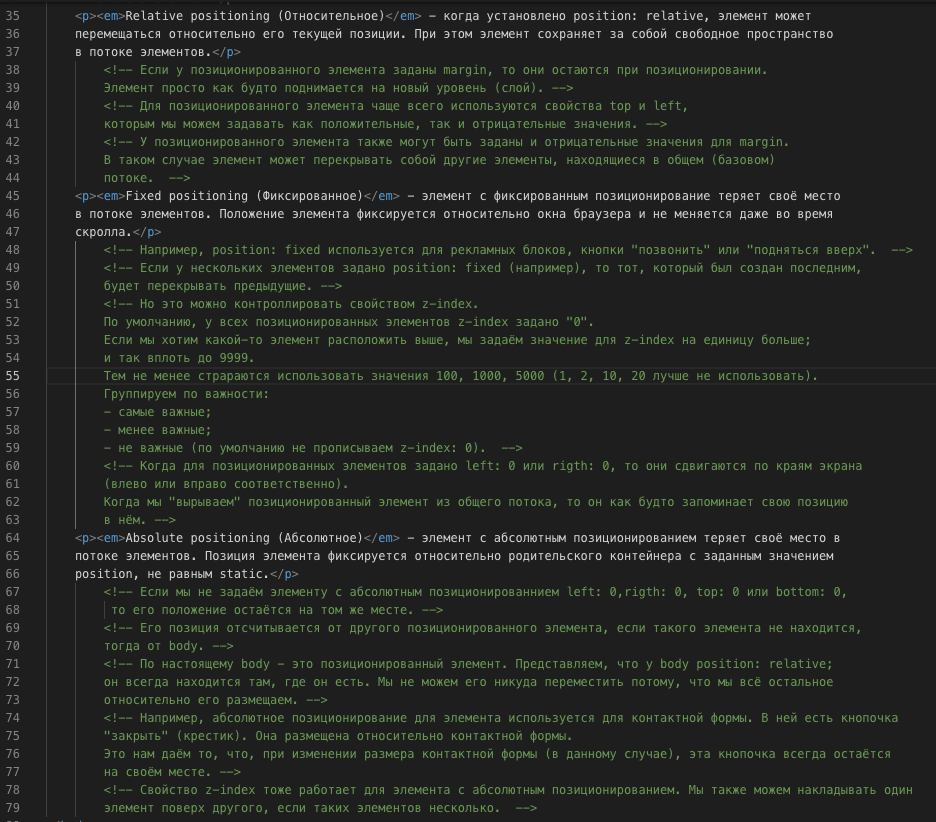 35 <p><em>Relative positioning (Относительное)</em> – когда установлено position: relative, элемент может
36 перемещаться относительно его текущей позиции. При этом элемент сохраняет за собой свободное пространство
37 в потоке элементов.</p>
38 <!-- Если у позиционированного элемента заданы margin, то они остаются при позиционировании.
39 Элемент просто как будто поднимается на новый уровень (слой). -->
40 <!-- Для позиционированного элемента чаще всего используются свойства top и left,
41 которым мы можем задавать как положительные, так и отрицательные значения. -->
42 <!-- У позиционированного элемента также могут быть заданы и отрицательные значения для margin.
43 В таком случае элемент может перекрывать собой другие элементы, находящиеся в общем (базовом)
44 потоке.  -->
45 <p><em>Fixed positioning (Фиксированное)</em> – элемент с фиксированным позиционирование теряет своё место
46 в потоке элементов. Положение элемента фиксируется относительно окна браузера и не меняется даже во время
47 скролла.</p>
48 <!-- Например, position: fixed используется для рекламных блоков, кнопки "позвонить" или "подняться вверх".  -->
49 <!-- Если у нескольких элементов задано position: fixed (например), то тот, который был создан последним,
50 будет перекрывать предыдущие. -->
51 <!-- Но это можно контроллировать свойством z-index.
52 По умолчанию, у всех позиционированных элементов z-index задано "0".
53 Если мы хотим какой-то элемент расположить выше, мы задаём значение для z-index на единицу больше;
54 и так вплоть до 9999.
55 Тем не менее страраются использовать значения 100, 1000, 5000 (1, 2, 10, 20 лучше не использовать).
56 Группируем по важности:
57 - самые важные;
58 - менее важные;
59 - не важные (по умолчанию не прописываем z-index: 0).  -->
60 <!-- Когда для позиционированных элементов задано left: 0 или rigth: 0, то они сдвигаются по краям экрана
61 (влево или вправо соответственно).
62 Когда мы "вырываем" позиционированный элемент из общего потока, то он как будто запоминает свою позицию
63 в нём. -->
64 <p><em>Absolute positioning (Абсолютное)</em> – элемент с абсолютным позиционированием теряет своё место в
65 потоке элементов. Позиция элемента фиксируется относительно родительского контейнера с заданным значением
66 position, не равным static.</p>
67 <!-- Если мы не задаём элементу с абсолютным позиционированнием left: 0,rigth: 0, top: 0 или bottom: 0,
68 то его положение остаётся на том же месте. -->
69 <!-- Его позиция отсчитывается от другого позиционированного элемента, если такого элемента не находится,
70 тогда от body. -->
71 <!-- По настоящему body – это позиционированный элемент. Представляем, что у body position: relative;
72 он всегда находится там, где он есть. Мы не можем его никуда переместить потому, что мы всё остальное
73 относительно его размещаем. -->
74 <!-- Например, абсолютное позиционирование для элемента используется для контактной формы. В ней есть кнопочка
75 "закрыть" (крестик). Она размещена относительно контактной формы.
76 Это нам даём то, что, при изменении размера контактной формы (в данному случае), эта кнопочка всегда остаётся
77 на своём месте. -->
78 <!-- Свойство z-index тоже работает для элемента с абсолютным позиционированием. Мы также можем накладывать один
79 элемент поверх другого, если таких элементов несколько.  -->